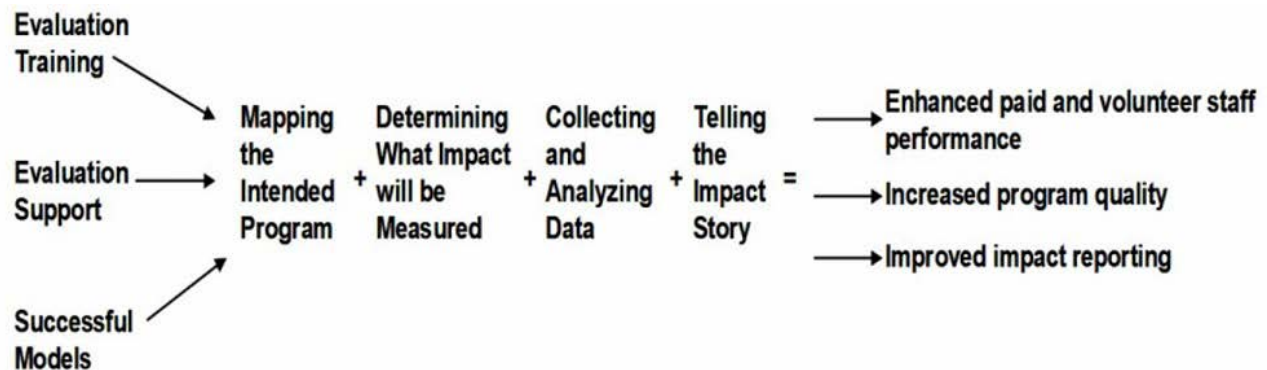 Evaluation
Training
Evaluation
Support
Successful
Models
Mapping
the
Intended
Program
+
Determining
What Impact
will be
Measured
+
Collecting
and
Analyzing
Data
+
Telling
the
Impact
Story
=
Enhanced paid and volunteer staff
performance
Increased program quality
Improved impact reporting